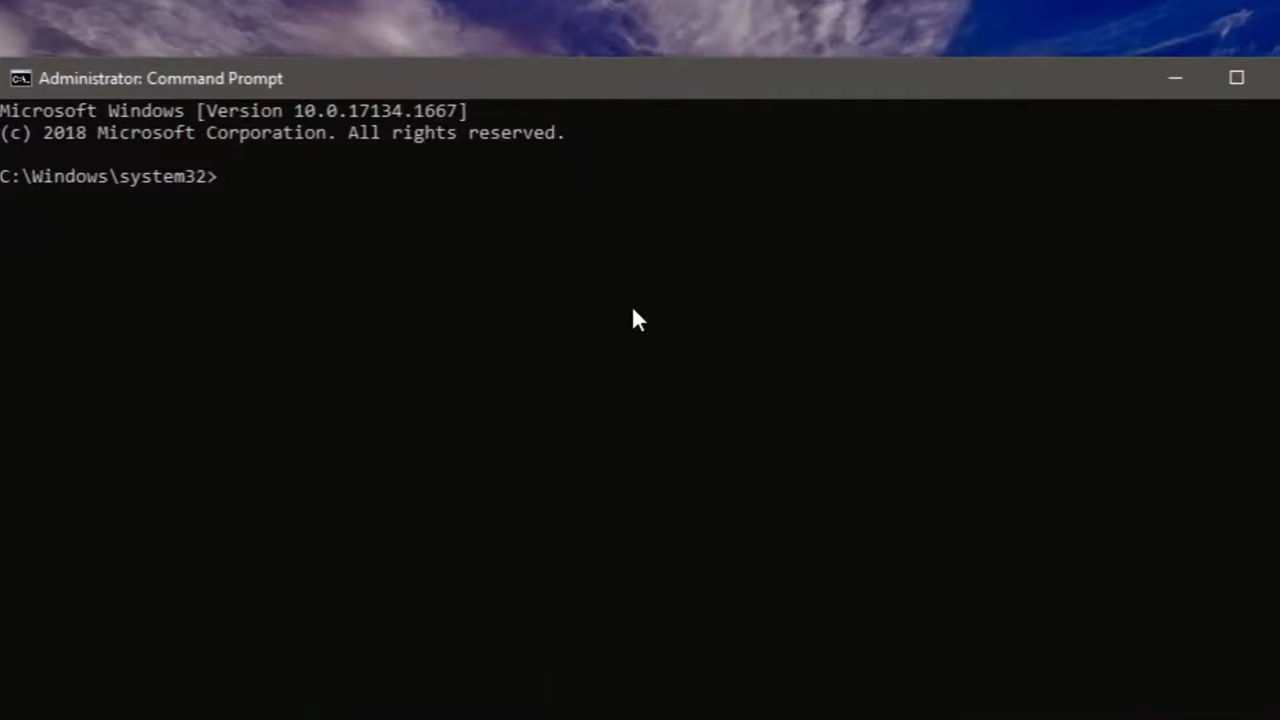 Administrator: Command Prompt
Microsoft Windows [Version 10.0.17134.1667]
(c) 2018 Microsoft Corporation. All rights reserved.
C:\Windows\system32>